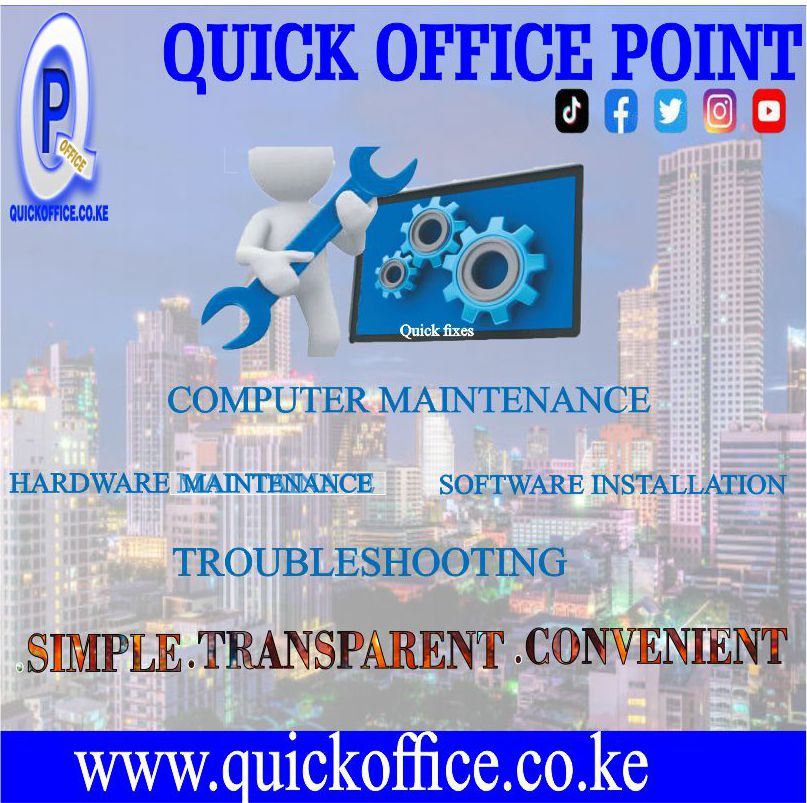 QUICK OFFICE POINT
QP
OFFICE
QUICKOFFICE.CO.KE
Quick fixes
COMPUTER MAINTENANCE
HARDWARE MAINTENANCE
SOFTWARE INSTALLATION
TROUBLESHOOTING
.SIMPLE.TRANSPARENT .CONVENIENT
www.quickoffice.co.ke